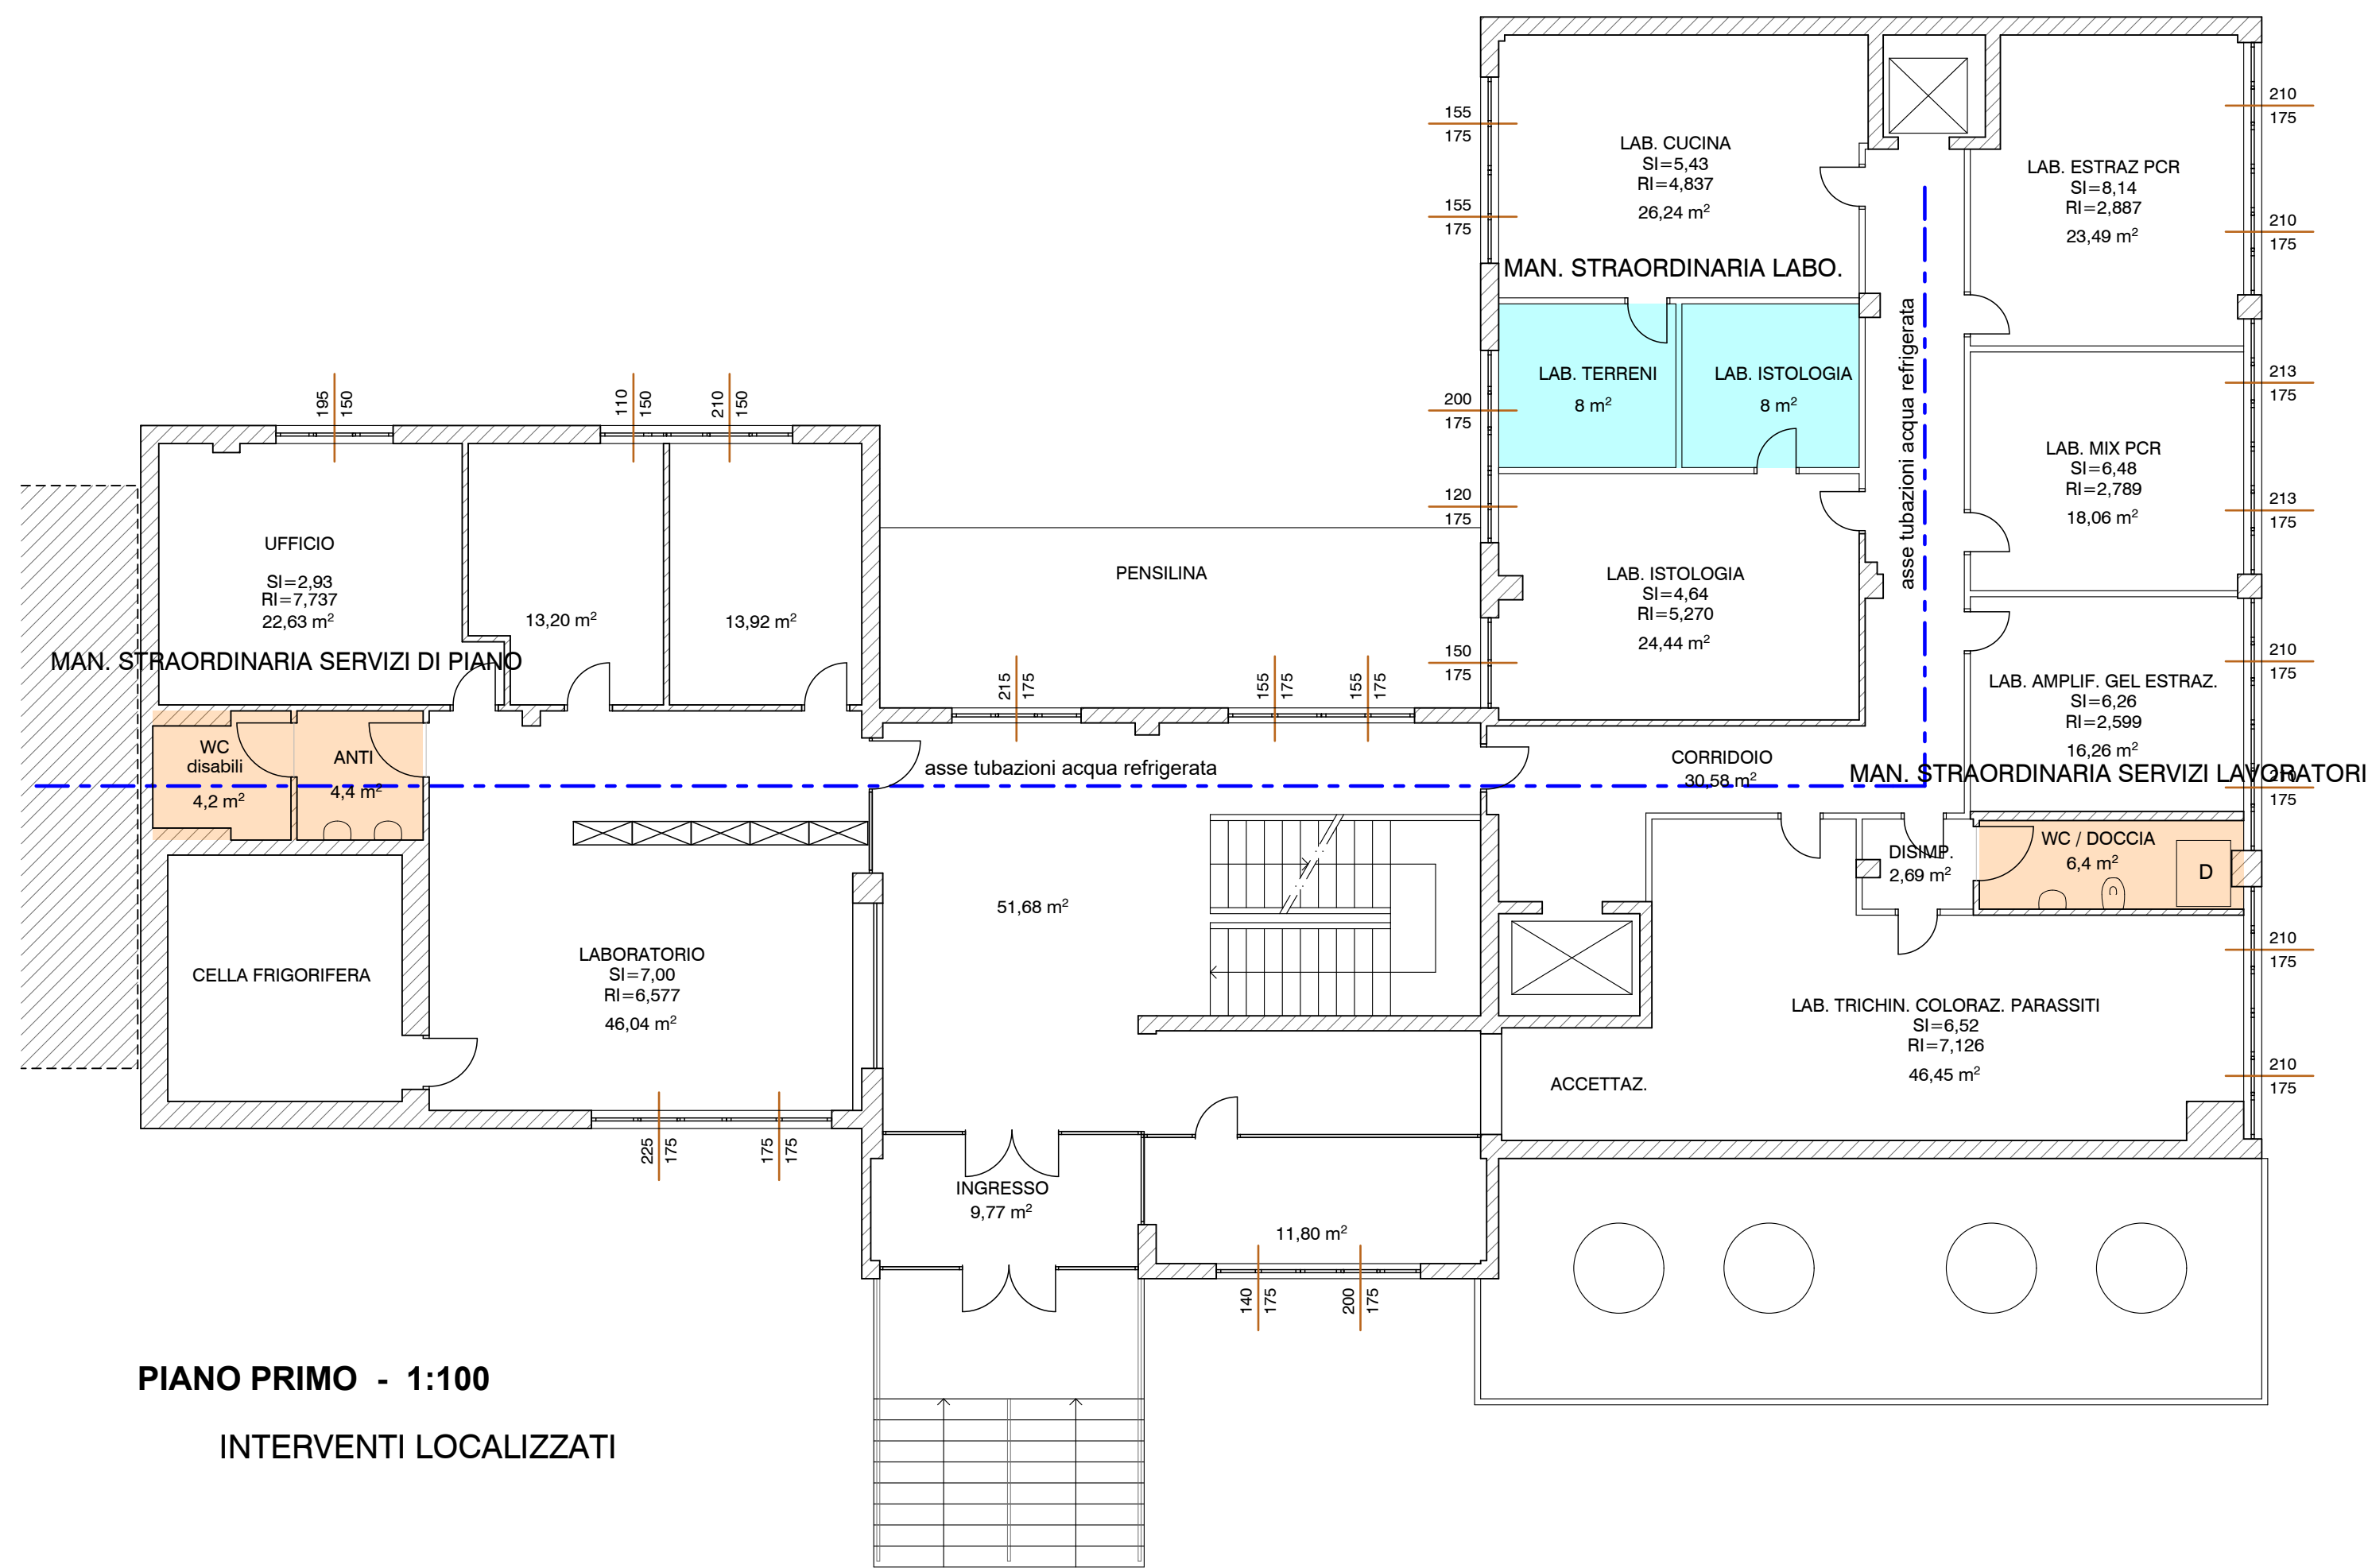 155
175
155
175
LAB. CUCINA
SI=5,43
RI=4,837
26,24 m²
MAN. STRAORDINARIA LABO.
LAB. ESTRAZ PCR
SI=8,14
RI=2,887
23,49 m²
210
175
210
175
LAB. TERRENI
8 m²
LAB. ISTOLOGIA
8 m²
asse tubazioni acqua refrigerata
200
175
120
175
213
175
213
175
LAB. MIX PCR
SI=6,48
RI=2,789
18,06 m²
LAB. ISTOLOGIA
SI=4,64
RI=5,270
24,44 m²
150
175
LAB. AMPLIF. GEL ESTRAZ.
SI=6,26
RI=2,599
16,26 m²
210
175
210
175
195
150
110
150
210
150
UFFICIO
SI=2,93
RI=7,737
22,63 m²
13,20 m²
13,92 m²
PENSILINA
MAN. STRAORDINARIA SERVIZI DI PIANO
215
175
155
175
155
175
WC
disabili
4,2 m²
ANTI
4,4 m²
asse tubazioni acqua refrigerata
CORRIDOIO
30,58 m²
MAN. STRAORDINARIA SERVIZI LAVORATORI
DISIMP.
2,69 m²
WC / DOCCIA
6,4 m²
D
51,68 m²
CELLA FRIGORIFERA
LABORATORIO
SI=7,00
RI=6,577
46,04 m²
LAB. TRICHIN. COLORAZ. PARASSITI
SI=6,52
RI=7,126
46,45 m²
210
175
210
175
ACCETTAZ.
225
175
175
175
INGRESSO
9,77 m²
11,80 m²
140
175
200
175
PIANO PRIMO - 1:100
INTERVENTI LOCALIZZATI